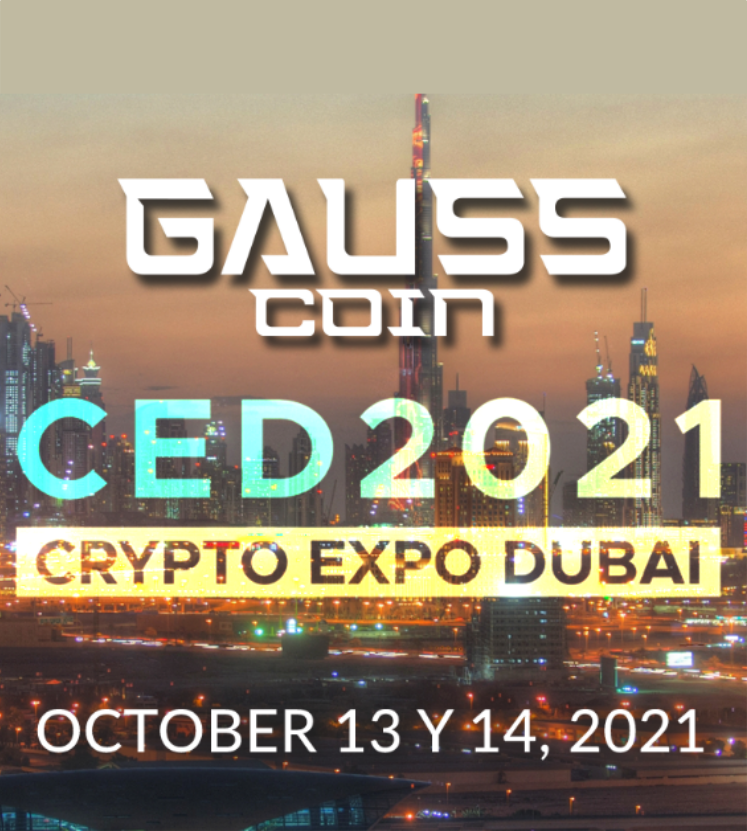 GAUSS
COIN
CED2021
CRYPTO EXPO DUBAI
OCTOBER 13 Y 14, 2021